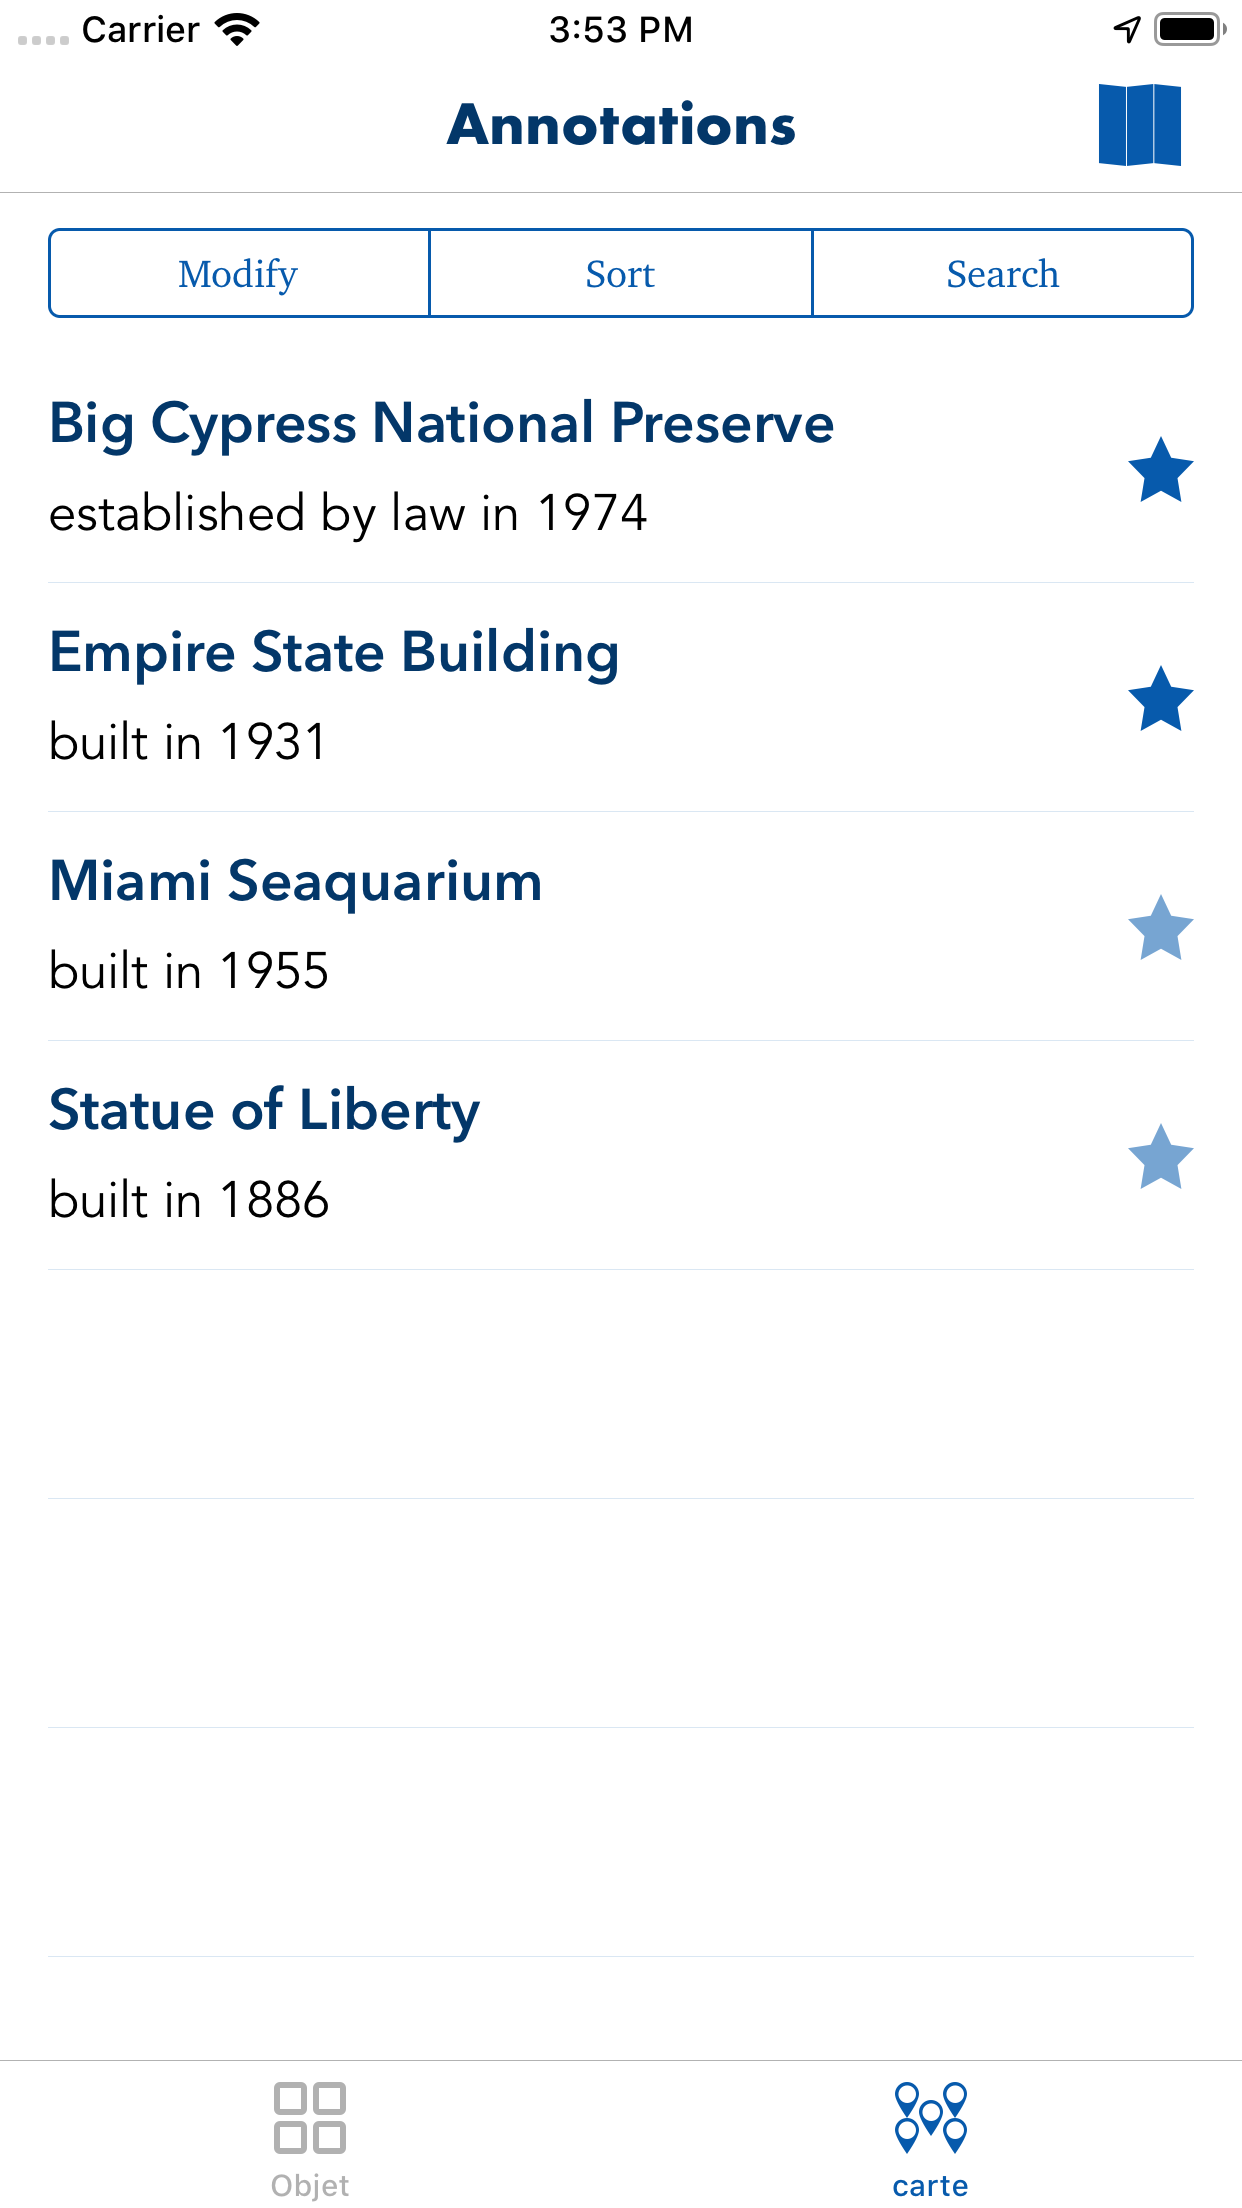 Carrier 3:53 PM
Annotations
Modify Sort Search
Big Cypress National Preserve
established by law in 1974
Empire State Building
built in 1931
Miami Seaquarium
built in 1955
Statue of Liberty
built in 1886
Objet carte